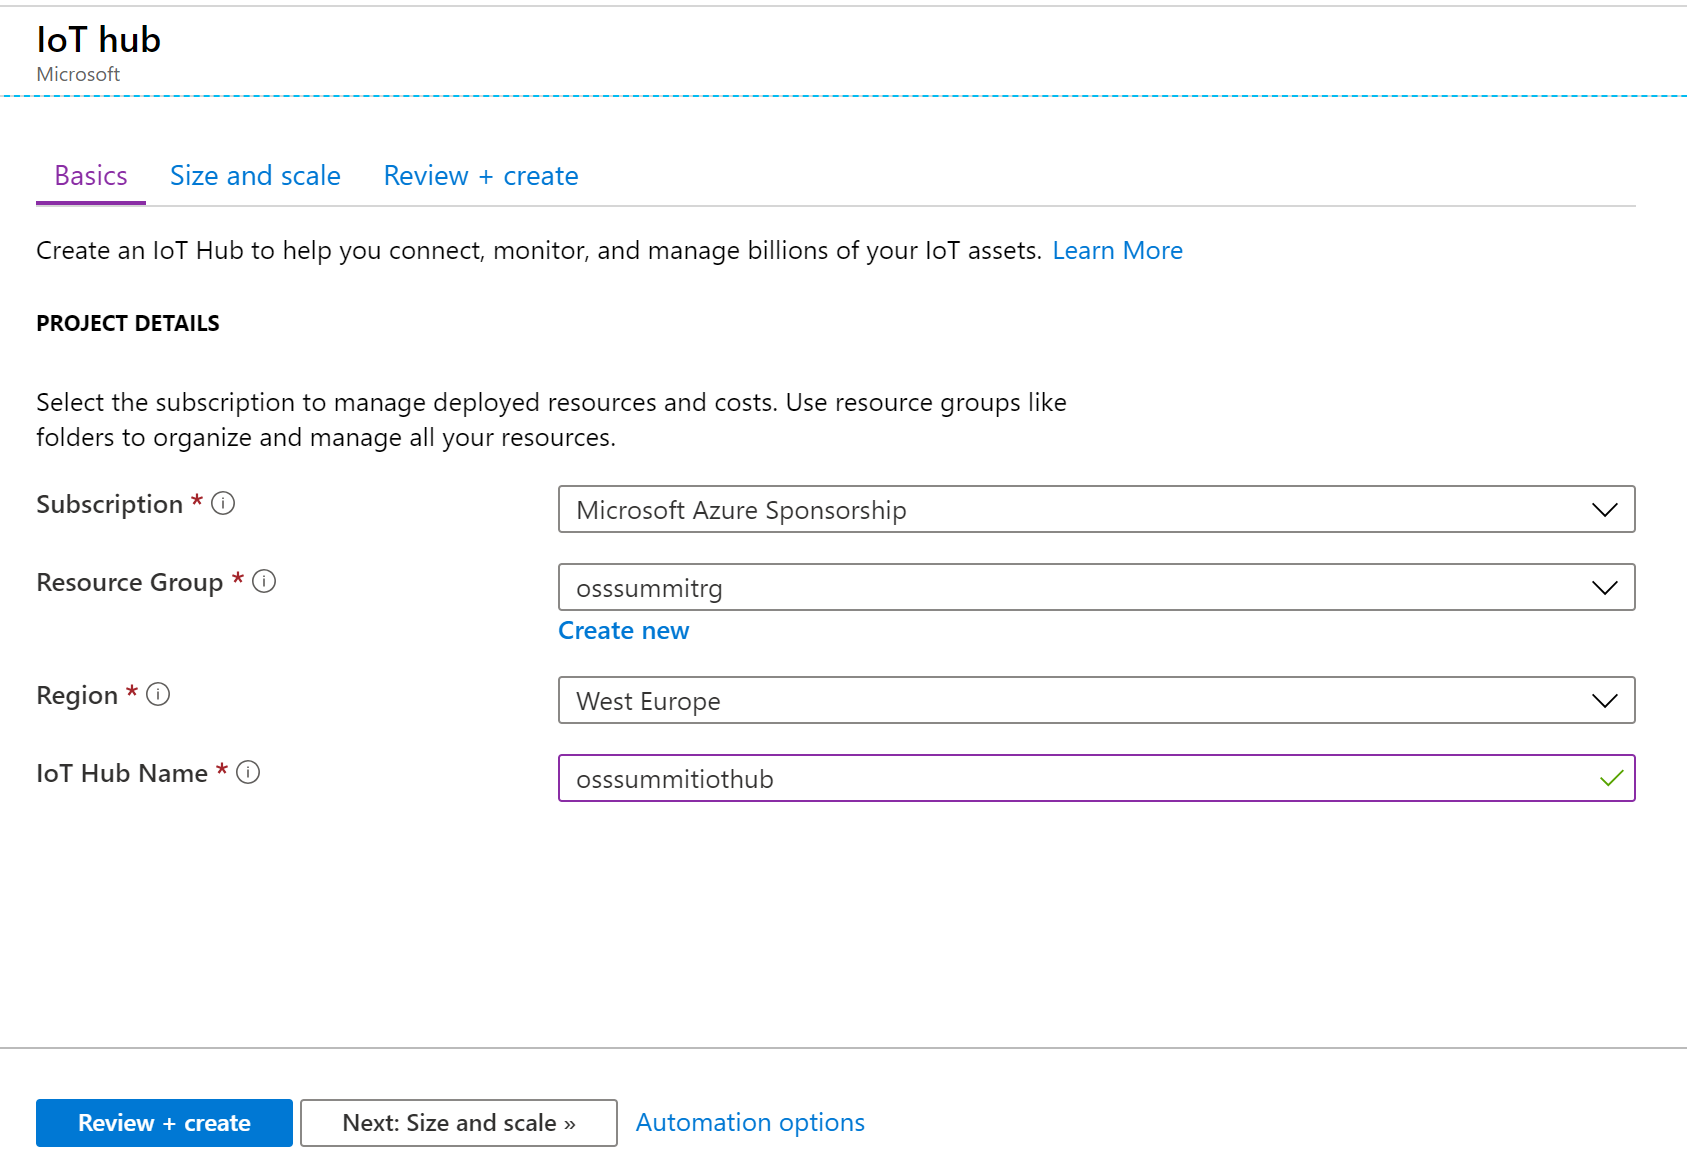 IoT hub
Microsoft
Basics Size and scale Review + create
Create an IoT Hub to help you connect, monitor, and manage billions of your IoT assets. Learn More
PROJECT DETAILS
Select the subscription to manage deployed resources and costs. Use resource groups like
folders to organize and manage all your resources.
Subscription * Microsoft Azure Sponsorship
Resource Group * osssummitrg
Create new
Region * West Europe
IoT Hub Name * osssummitiothub
Review + create Next: Size and scale » Automation options